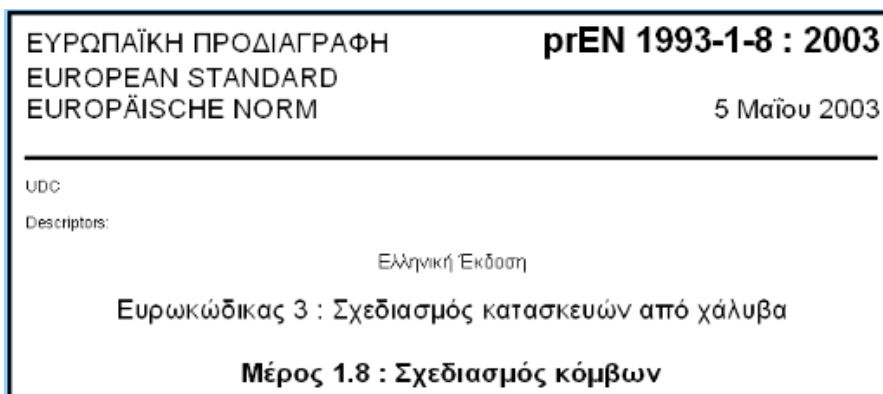 ΕΥΡΩΠΑΪΚΗ ΠΡΟΔΙΑΓΡΑΦΗ
prEN 1993-1-8 : 2003
EUROPEAN STANDARD
EUROPÄISCHE NORM
5 Μαΐου 2003
UDC
Descriptors:
Ελληνική Έκδοση
Ευρωκώδικας 3 : Σχεδιασμός κατασκευών από χάλυβα
Μέρος 1.8 : Σχεδιασμός κόμβων